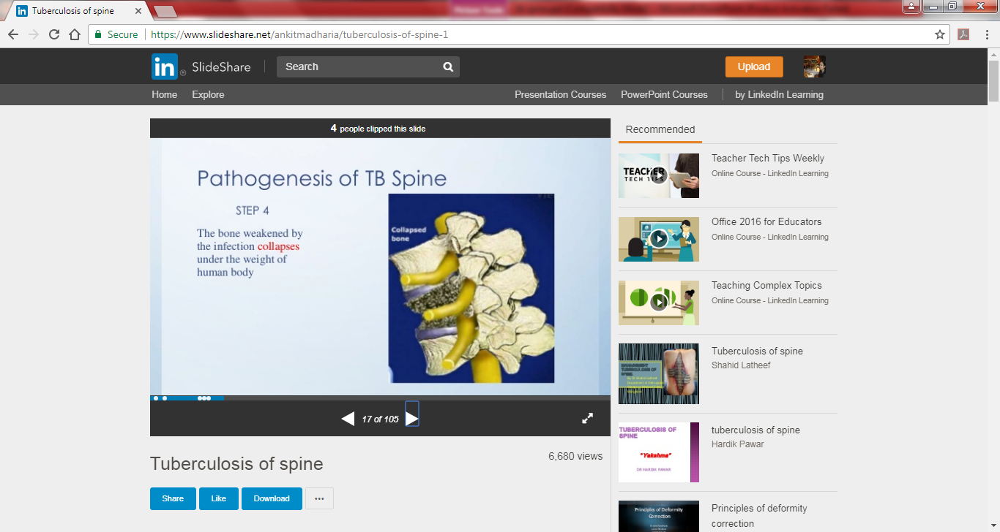 Tuberculosis of spine
Secure
https://www.slideshare.net/ankitmadharia/tuberculosis-of-spine-1
in ® SlideShare
Search
Upload
Home Explore
Presentation Courses PowerPoint Courses by LinkedIn Learning
4 people clipped this slide
Pathogenesis of TB Spine
STEP 4
The bone weakened by
the infection collapses
under the weight of
human body
Collapsed
bone
17 of 105
Tuberculosis of spine
6,680 views
Share Like Download ...
Recommended
TEACHER
TECH TIPS
Teacher Tech Tips Weekly
Online Course - LinkedIn Learning
Office 2016 for Educators
Online Course - LinkedIn Learning
Teaching Complex Topics
Online Course - LinkedIn Learning
MANAGEMENT
TUBERCULOSIS OF
SPINE
Tuberculosis of spine
Shahid Latheef
TUBERCULOSIS OF
SPINE
"Yakshma"
DR HARDIK PAWAR
tuberculosis of spine
Hardik Pawar
Principles of Deformity
Correction
Principles of deformity
correction